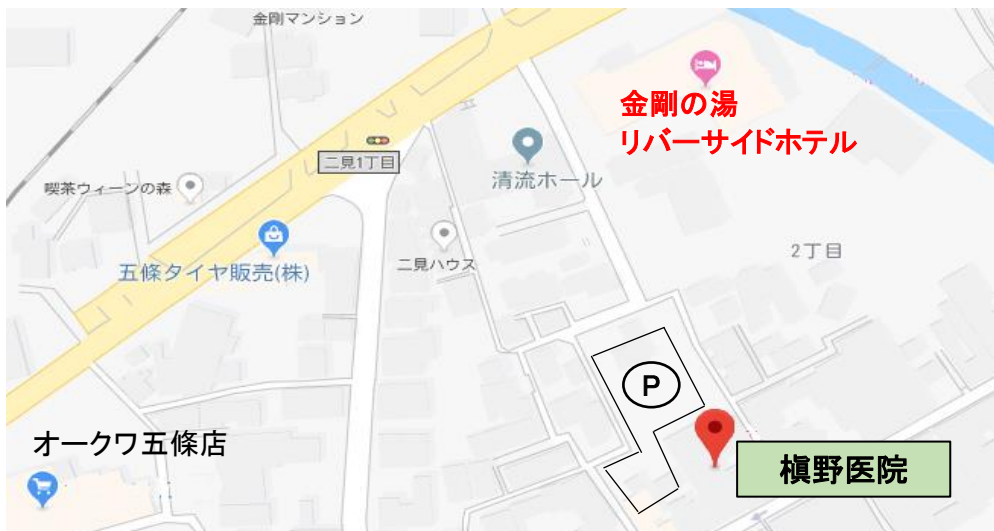 金剛マンション
金剛の湯
リバーサイドホテル
二見1丁目
清流ホール
喫茶ウィーンの森
二見ハウス
2丁目
五條タイヤ販売(株)
P
オークワ五條店
槇野医院